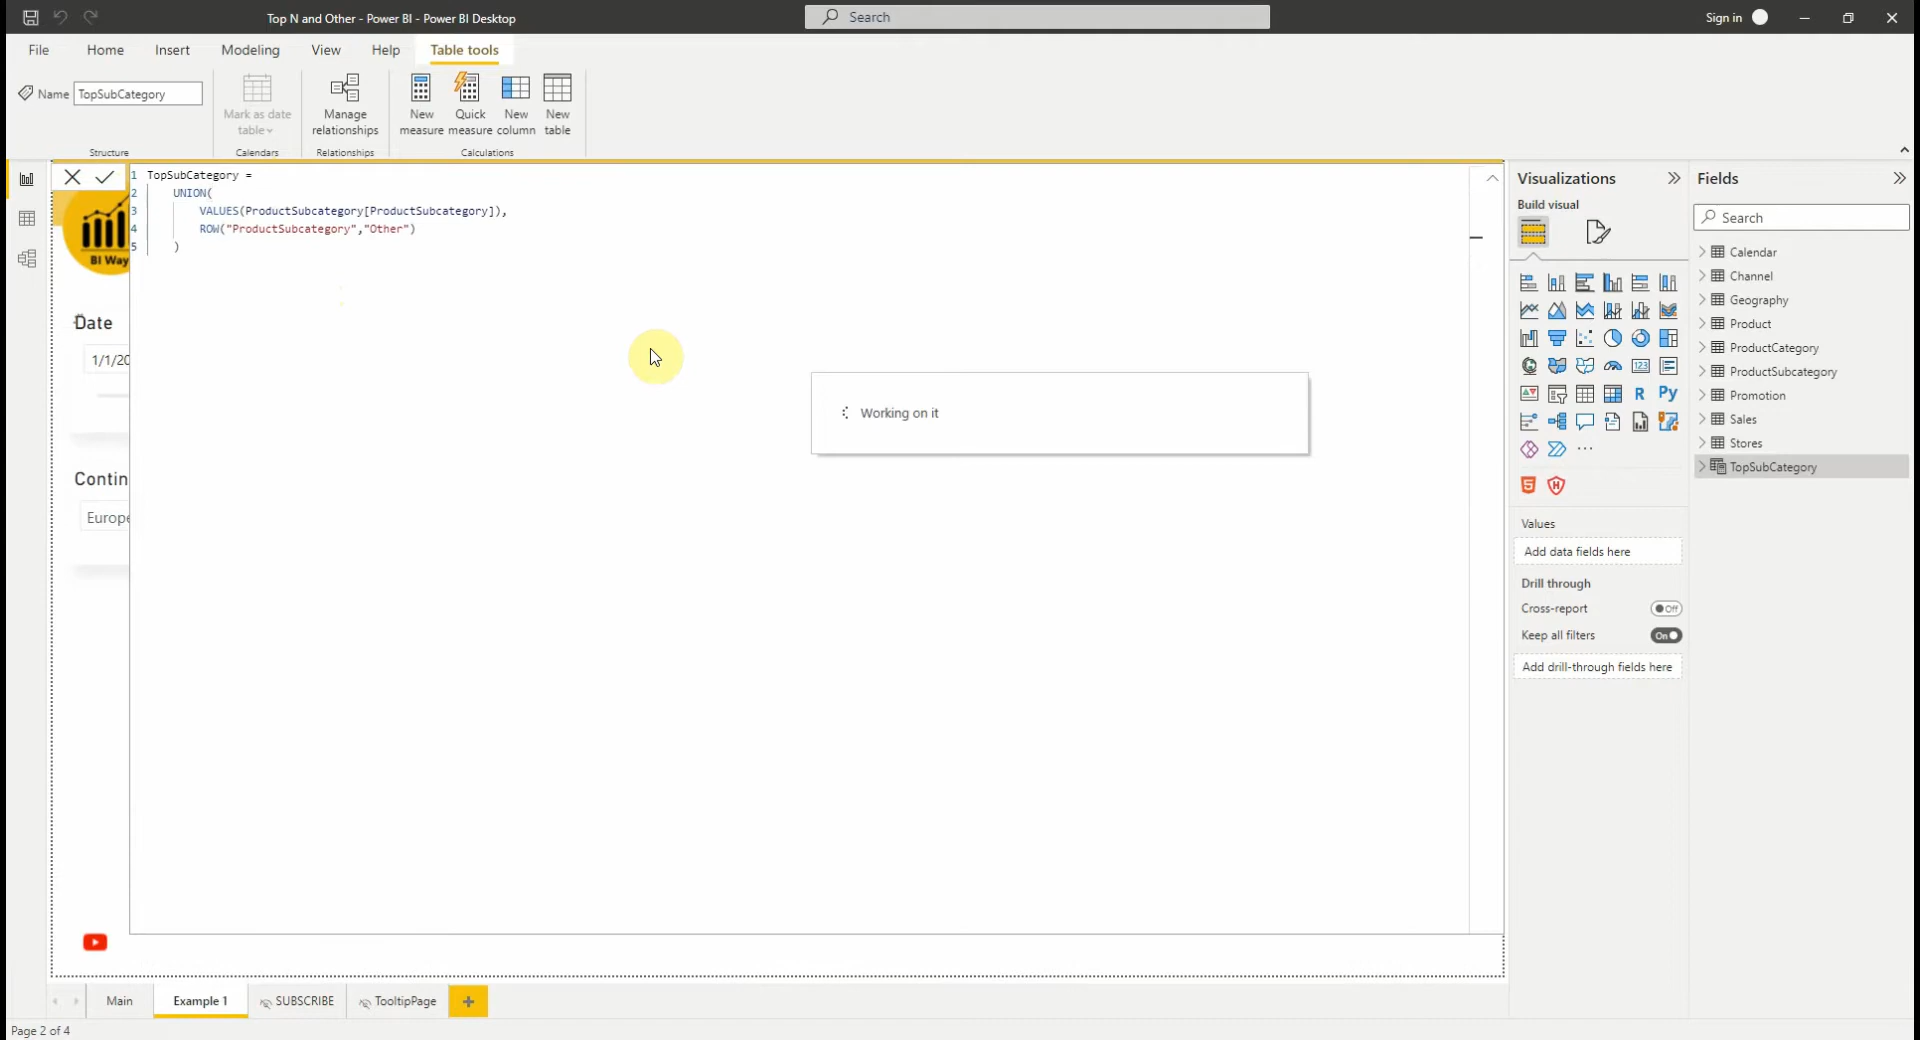 Top N and Other - Power BI - Power BI Desktop
Search
Sign in
File
Home
Insert
Modeling
View
Help
Table tools
Name
TopSubCategory
Mark as date
table
Manage
relationships
New
measure
Quick
measure
New
column
New
table
Structure
Calendars
Relationships
Calculations
1 TopSubCategory =
2 UNION(
3 VALUES(ProductSubcategory[ProductSubcategory]),
4 ROW("ProductSubcategory","Other")
5 )
BI Way
Date
1/1/20
Contin
Europe
Working on it
Visualizations
Build visual
123
R
Py
Values
Add data fields here
Drill through
Cross-report
Off
Keep all filters
On
Add drill-through fields here
Fields
Search
Calendar
Channel
Geography
Product
ProductCategory
ProductSubcategory
Promotion
Sales
Stores
TopSubCategory
Main
Example 1
SUBSCRIBE
TooltipPage
+
Page 2 of 4